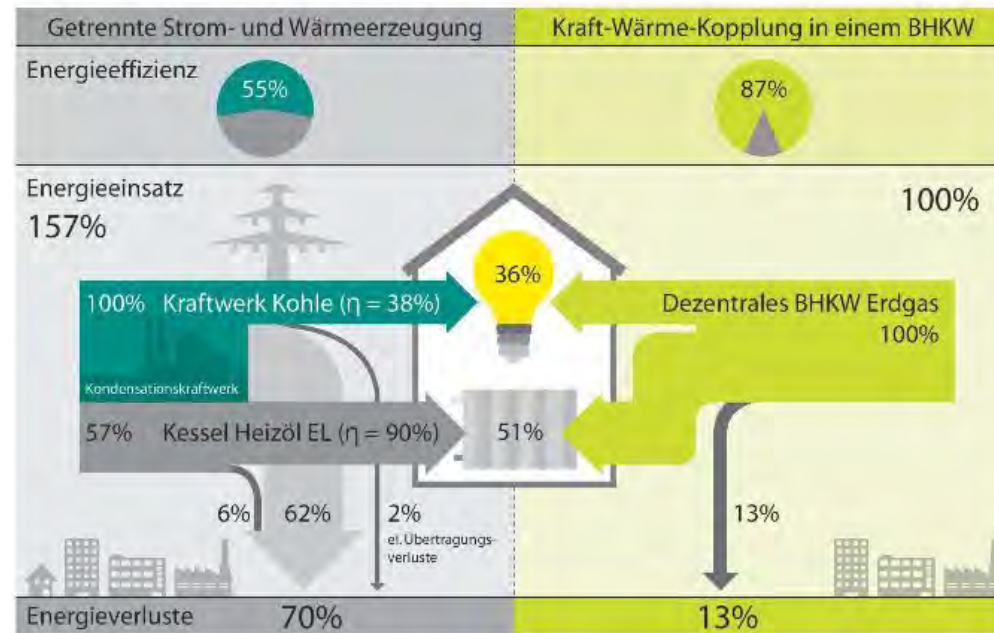 Getrennte Strom- und Wärmeerzeugung
Kraft-Wärme-Kopplung in einem BHKW
Energieeffizienz
55%
87%
Energieeinsatz
157%
100%
36%
100% Kraftwerk Kohle (η = 38%)
Dezentrales BHKW Erdgas
100%
Kondensationskraftwerk
57% Kessel Heizöl EL (η = 90%)
51%
6%
62%
2%
el. Übertragungs-
verluste
13%
Energieverluste
70%
13%